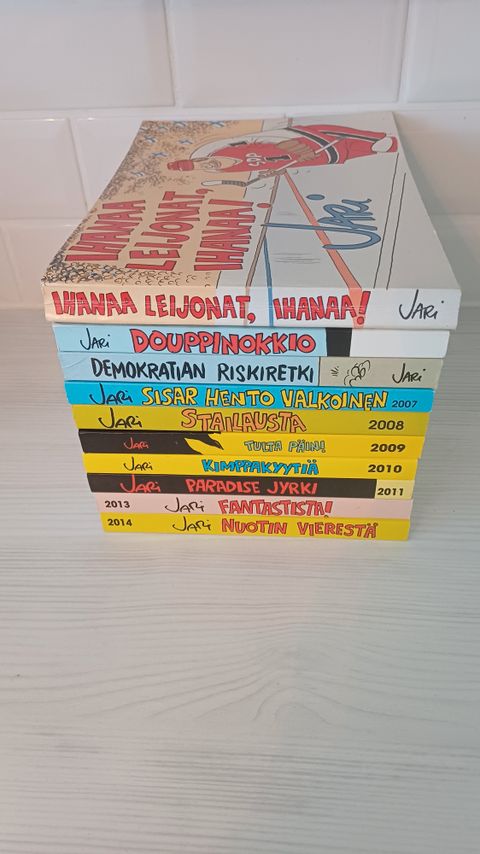 IHANAA
LEIJONAT,
IHANAA!
JARI
IHANAA LEIJONAT, IHANAA! JARI
JARI DOUPPINOKKIO
DEMOKRATIAN RISKIRETKI JARI
JARI SISAR HENTO VALKOINEN 2007
JARI STAILAUSTA 2008
JARI TULTA PÄIN! 2009
JARI KIMPPAKYYTIÄ 2010
JARI PARADISE JYRKI 2011
2013 JARI FANTASTISTA!
2014 JARI NUOTIN VIERESTÄ